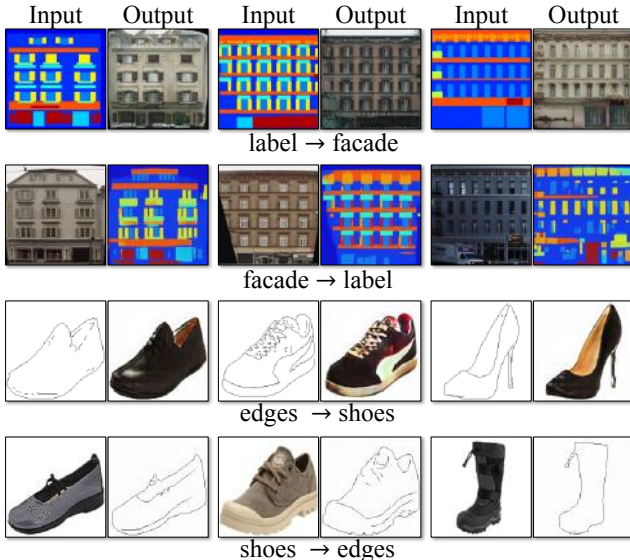 Input Output Input Output Input Output
label → facade
facade → label
edges → shoes
shoes → edges